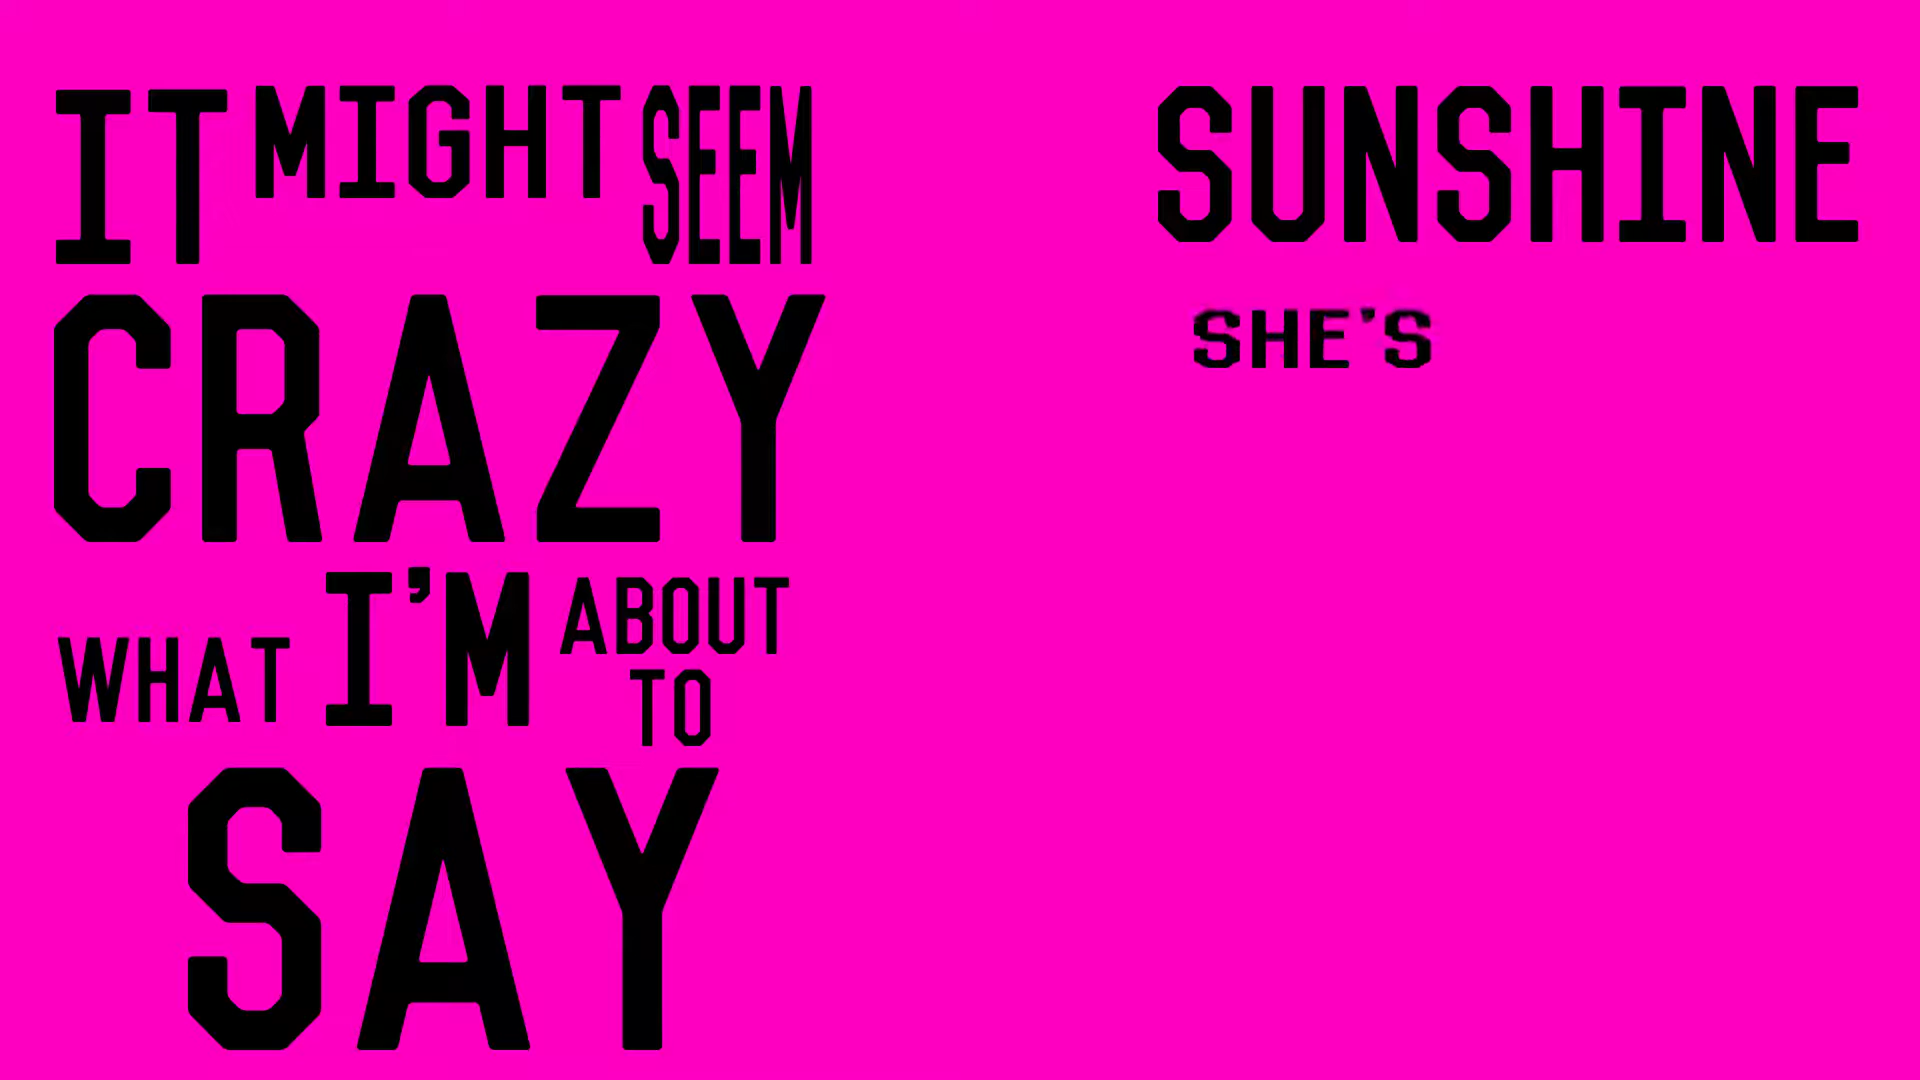 IT MIGHT SEEM
CRAZY
WHAT I'M ABOUT
TO
SAY
SUNSHINE
SHE'S